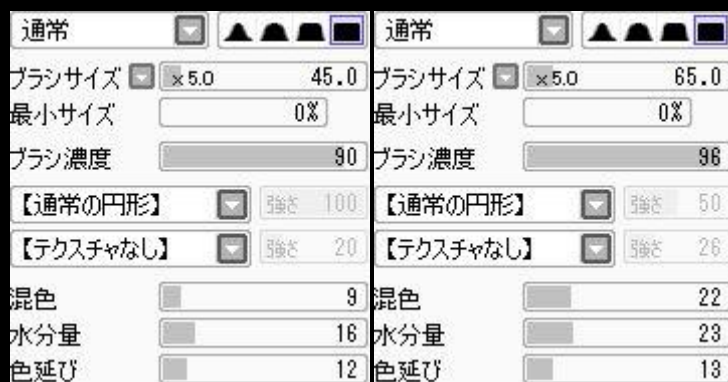 通常
ブラシサイズ ×5.0 45.0
最小サイズ 0%
ブラシ濃度 90
【通常の円形】 強さ 100
【テクスチャなし】 強さ 20
混色 9
水分量 16
色延び 12
通常
ブラシサイズ ×5.0 65.0
最小サイズ 0%
ブラシ濃度 96
【通常の円形】 強さ 50
【テクスチャなし】 強さ 26
混色 22
水分量 23
色延び 13